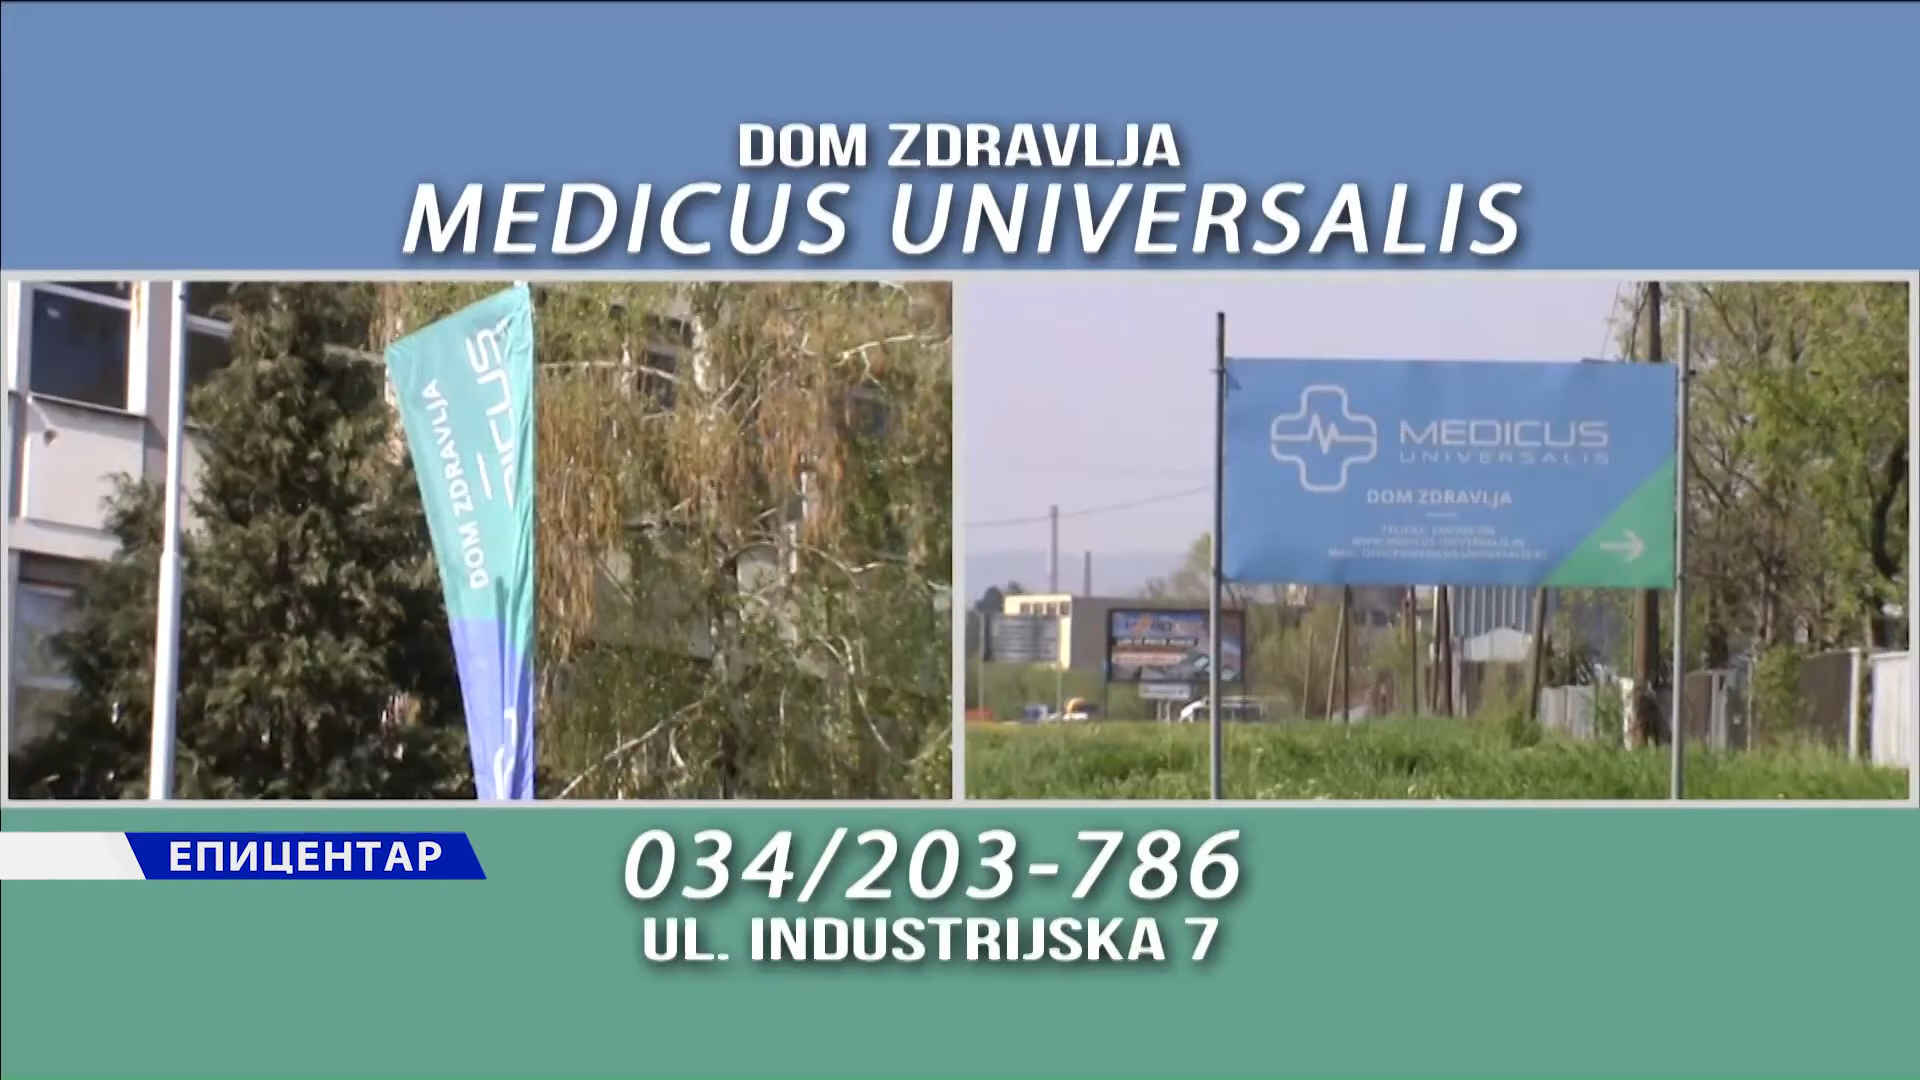 DOM ZDRAVLJA
MEDICUS UNIVERSALIS
DOM ZDRAVLJA
MEDICUS
UNIVERSALIS
DOM ZDRAVLJA
ЕПИЦЕНТАР
034/203-786
UL. INDUSTRIJSKA 7